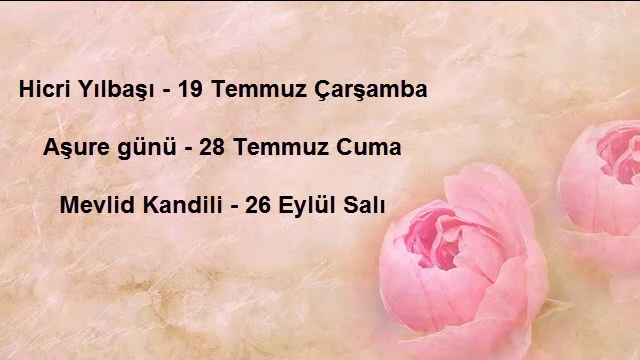 Hicri Yılbaşı - 19 Temmuz Çarşamba
Aşure günü - 28 Temmuz Cuma
Mevlid Kandili - 26 Eylül Salı